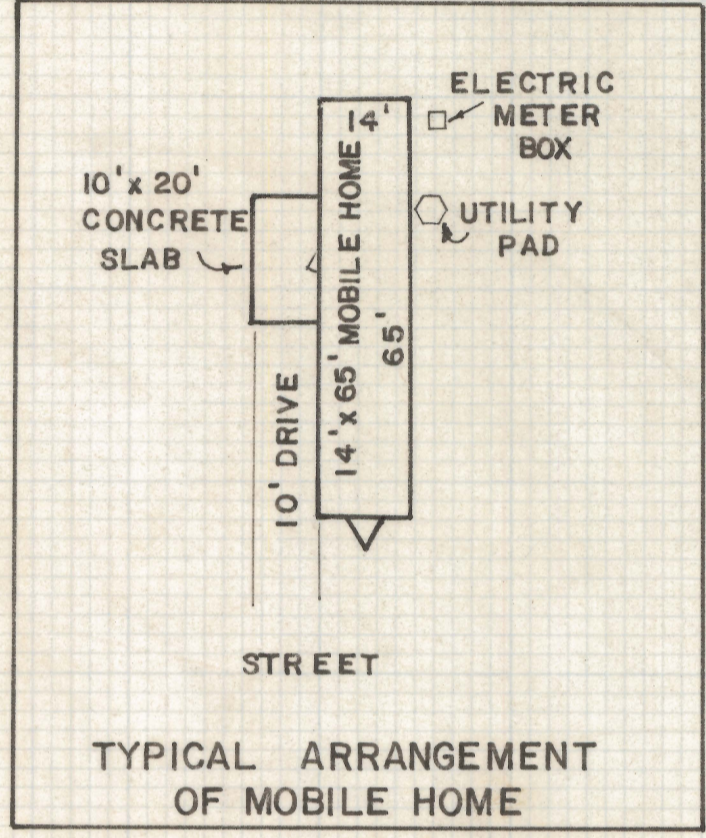 ELECTRIC
METER
BOX
14'
10' x 20'
CONCRETE
SLAB
UTILITY
PAD
14' x 65' MOBILE HOME
65'
10' DRIVE
STREET
TYPICAL ARRANGEMENT
OF MOBILE HOME